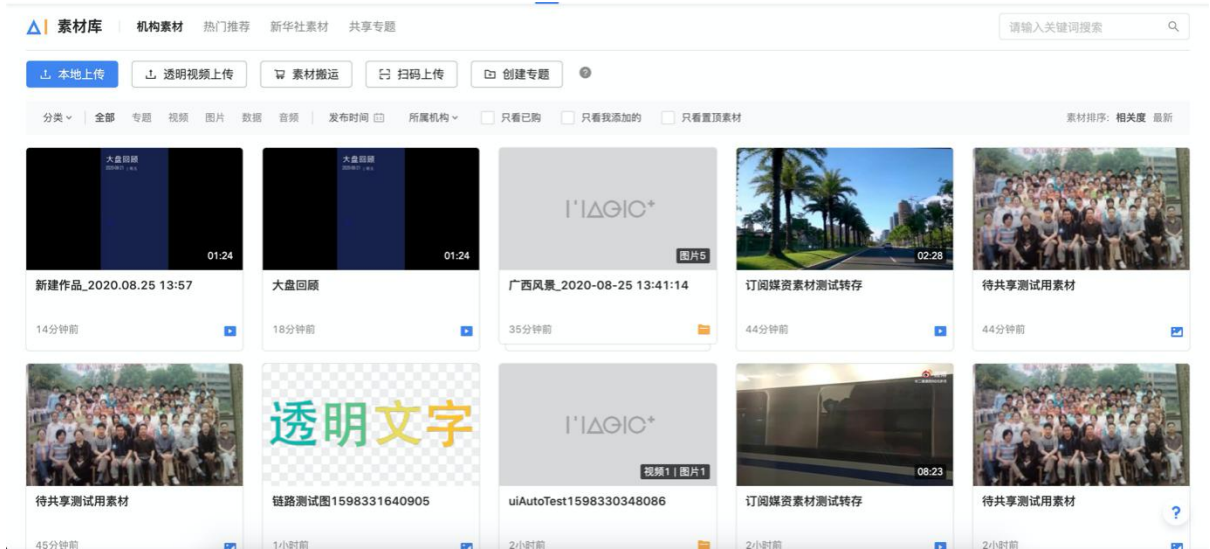 素材库 机构素材 热门推荐 新华社素材 共享专题 请输入关键词搜索
本地上传 透明视频上传 素材搬运 扫码上传 创建专题
分类 全部 专题 视频 图片 数据 音频 发布时间 所属机构 只看已购 只看我添加的 只看置顶素材 素材排序: 相关度 最新
大盘回顾 大盘回顾
01:24 01:24 图片5 02:28
新建作品_2020.08.25 13:57 大盘回顾 广西风景_2020-08-25 13:41:14 订阅媒资素材测试转存 待共享测试用素材
14分钟前 18分钟前 35分钟前 44分钟前 44分钟前
透明文字
视频1 | 图片1 08:23
待共享测试用素材 链路测试图1598331640905 uiAutoTest1598330348086 订阅媒资素材测试转存 待共享测试用素材
45分钟前 1小时前 2小时前 2小时前 2小时前